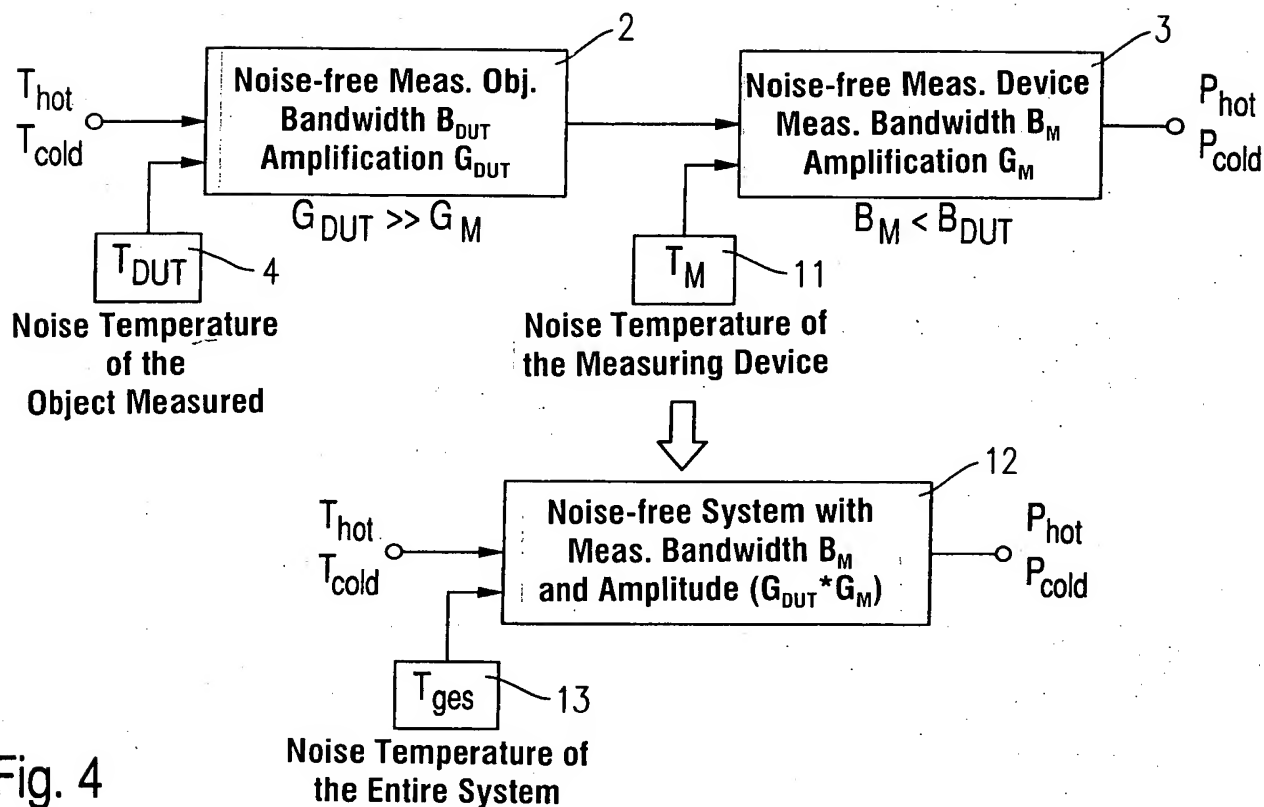 2
Noise-free Meas. Obj.
Bandwidth B_DUT
Amplification G_DUT
3
Noise-free Meas. Device
Meas. Bandwidth B_M
Amplification G_M
T_hot
T_cold
P_hot
P_cold
G_DUT >> G_M
B_M < B_DUT
T_DUT
4
T_M
11
Noise Temperature
of the
Object Measured
Noise Temperature of
the Measuring Device
12
T_hot
T_cold
Noise-free System with
Meas. Bandwidth B_M
and Amplitude (G_DUT*G_M)
P_hot
P_cold
T_ges
13
Noise Temperature of
the Entire System
Fig. 4